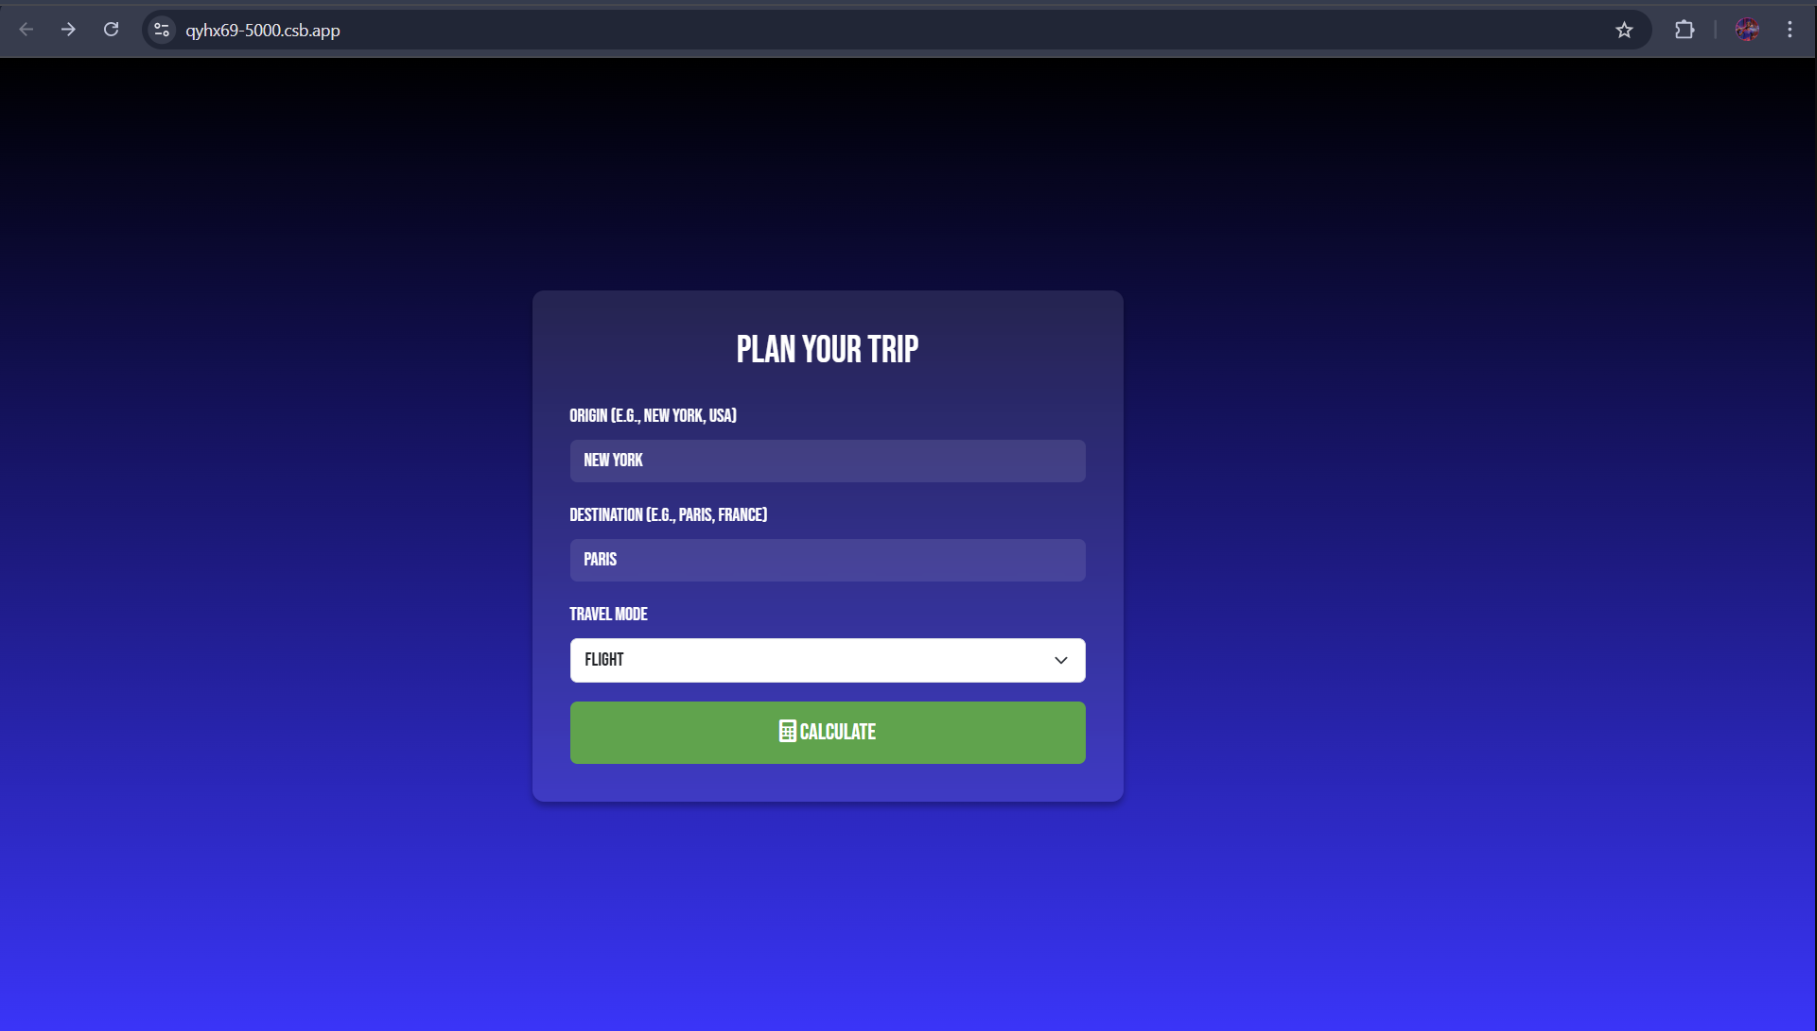 qyhx69-5000.csb.app
PLAN YOUR TRIP
ORIGIN (E.G., NEW YORK, USA)
NEW YORK
DESTINATION (E.G., PARIS, FRANCE)
PARIS
TRAVEL MODE
FLIGHT
CALCULATE